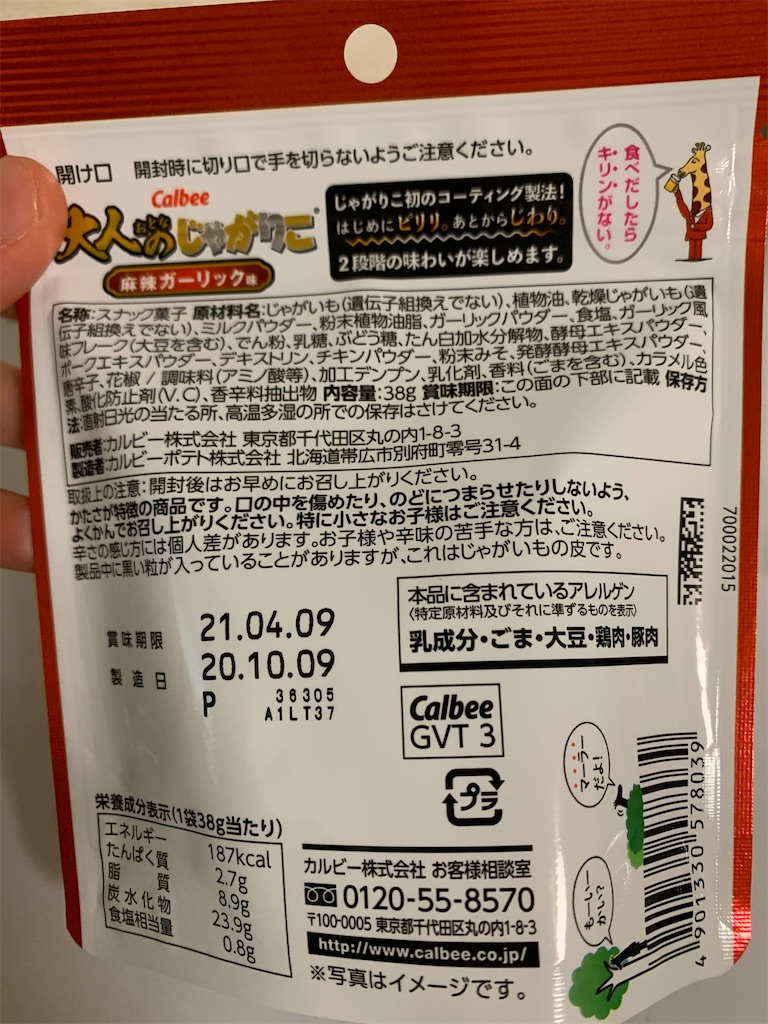 開け口 開封時に切り口で手を切らないようご注意ください。
Calbee
大人のじゃがりこ
おとな
麻辣ガーリック味
じゃがりこ初のコーティング製法!
はじめにピリリ。あとからじわり。
2段階の味わいが楽しめます。
食べだしたら
キリンがない。
名称:スナック菓子 原材料名:じゃがいも(遺伝子組換えでない)、植物油、乾燥じゃがいも(遺
伝子組換えでない)、ミルクパウダー、粉末植物油脂、ガーリックパウダー、食塩、ガーリック風
味フレーク(大豆を含む)、でん粉、乳糖、ぶどう糖、たん白加水分解物、酵母エキスパウダー、
ポークエキスパウダー、デキストリン、チキンパウダー、粉末みそ、発酵酵母エキスパウダー、
唐辛子、花椒 / 調味料(アミノ酸等)、加工デンプン、乳化剤、香料(ごまを含む)、カラメル色
素、酸化防止剤(V.C)、香辛料抽出物 内容量:38g 賞味期限:この面の下部に記載 保存方
法:直射日光の当たる所、高温多湿の所での保存はさけてください。
販売者:カルビー株式会社 東京都千代田区丸の内1-8-3
製造者:カルビーポテト株式会社 北海道帯広市別府町零号31-4
取扱上の注意:開封後はお早めにお召し上がりください。
かたさが特徴の商品です。口の中を傷めたり、のどにつまらせたりしないよう、
よくかんでお召し上がりください。特に小さなお子様はご注意ください。
辛さの感じ方には個人差があります。お子様や辛味の苦手な方は、ご注意ください。
製品中に黒い粒が入っていることがありますが、これはじゃがいもの皮です。
700022015
本品に含まれているアレルゲン
〈特定原材料及びそれに準ずるものを表示〉
乳成分・ごま・大豆・鶏肉・豚肉
賞味期限 21.04.09
製造日 20.10.09
P 36305
A1LT37
Calbee
GVT 3
プラ
マーラー
だよ!
もーいー
かい?
4 901330 578039
栄養成分表示(1袋38g当たり)
エネルギー 187kcal
たんぱく質 2.7g
脂質 8.9g
炭水化物 23.9g
食塩相当量 0.8g
カルビー株式会社 お客様相談室
0120-55-8570
〒100-0005 東京都千代田区丸の内1-8-3
http://www.calbee.co.jp/
※写真はイメージです。